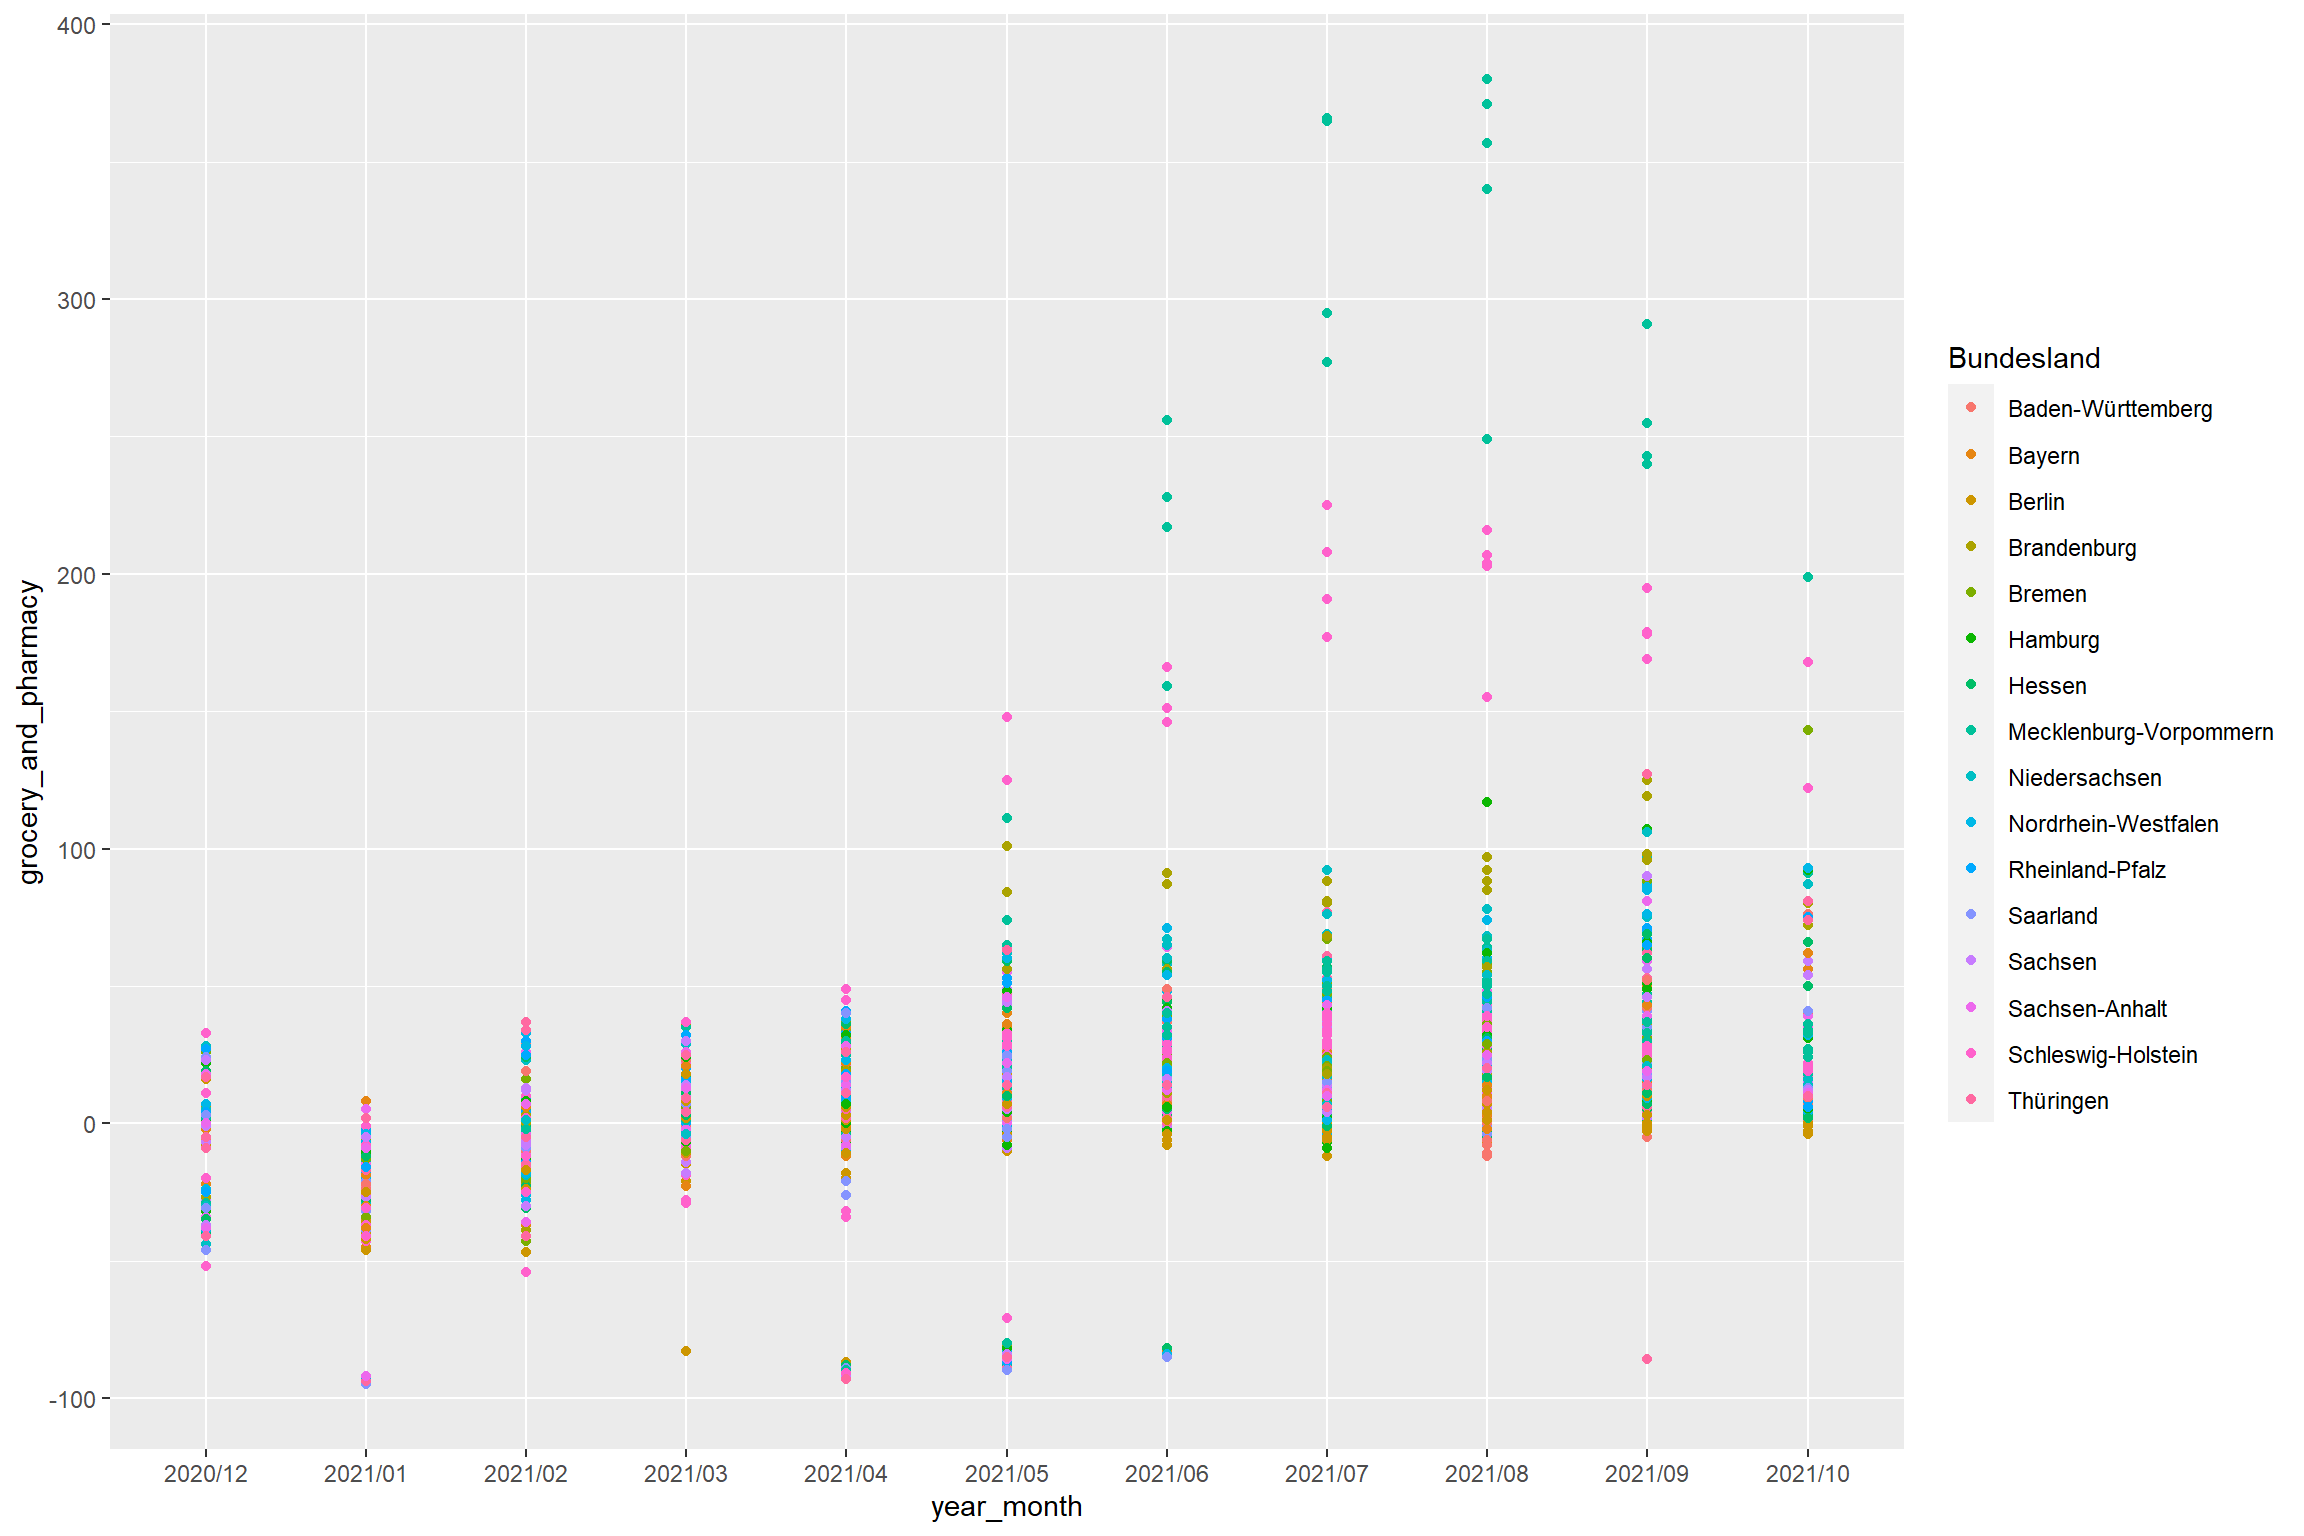 400
300
200
100
0
-100
grocery_and_pharmacy
2020/12 2021/01 2021/02 2021/03 2021/04 2021/05 2021/06 2021/07 2021/08 2021/09 2021/10
year_month
Bundesland
Baden-Württemberg
Bayern
Berlin
Brandenburg
Bremen
Hamburg
Hessen
Mecklenburg-Vorpommern
Niedersachsen
Nordrhein-Westfalen
Rheinland-Pfalz
Saarland
Sachsen
Sachsen-Anhalt
Schleswig-Holstein
Thüringen